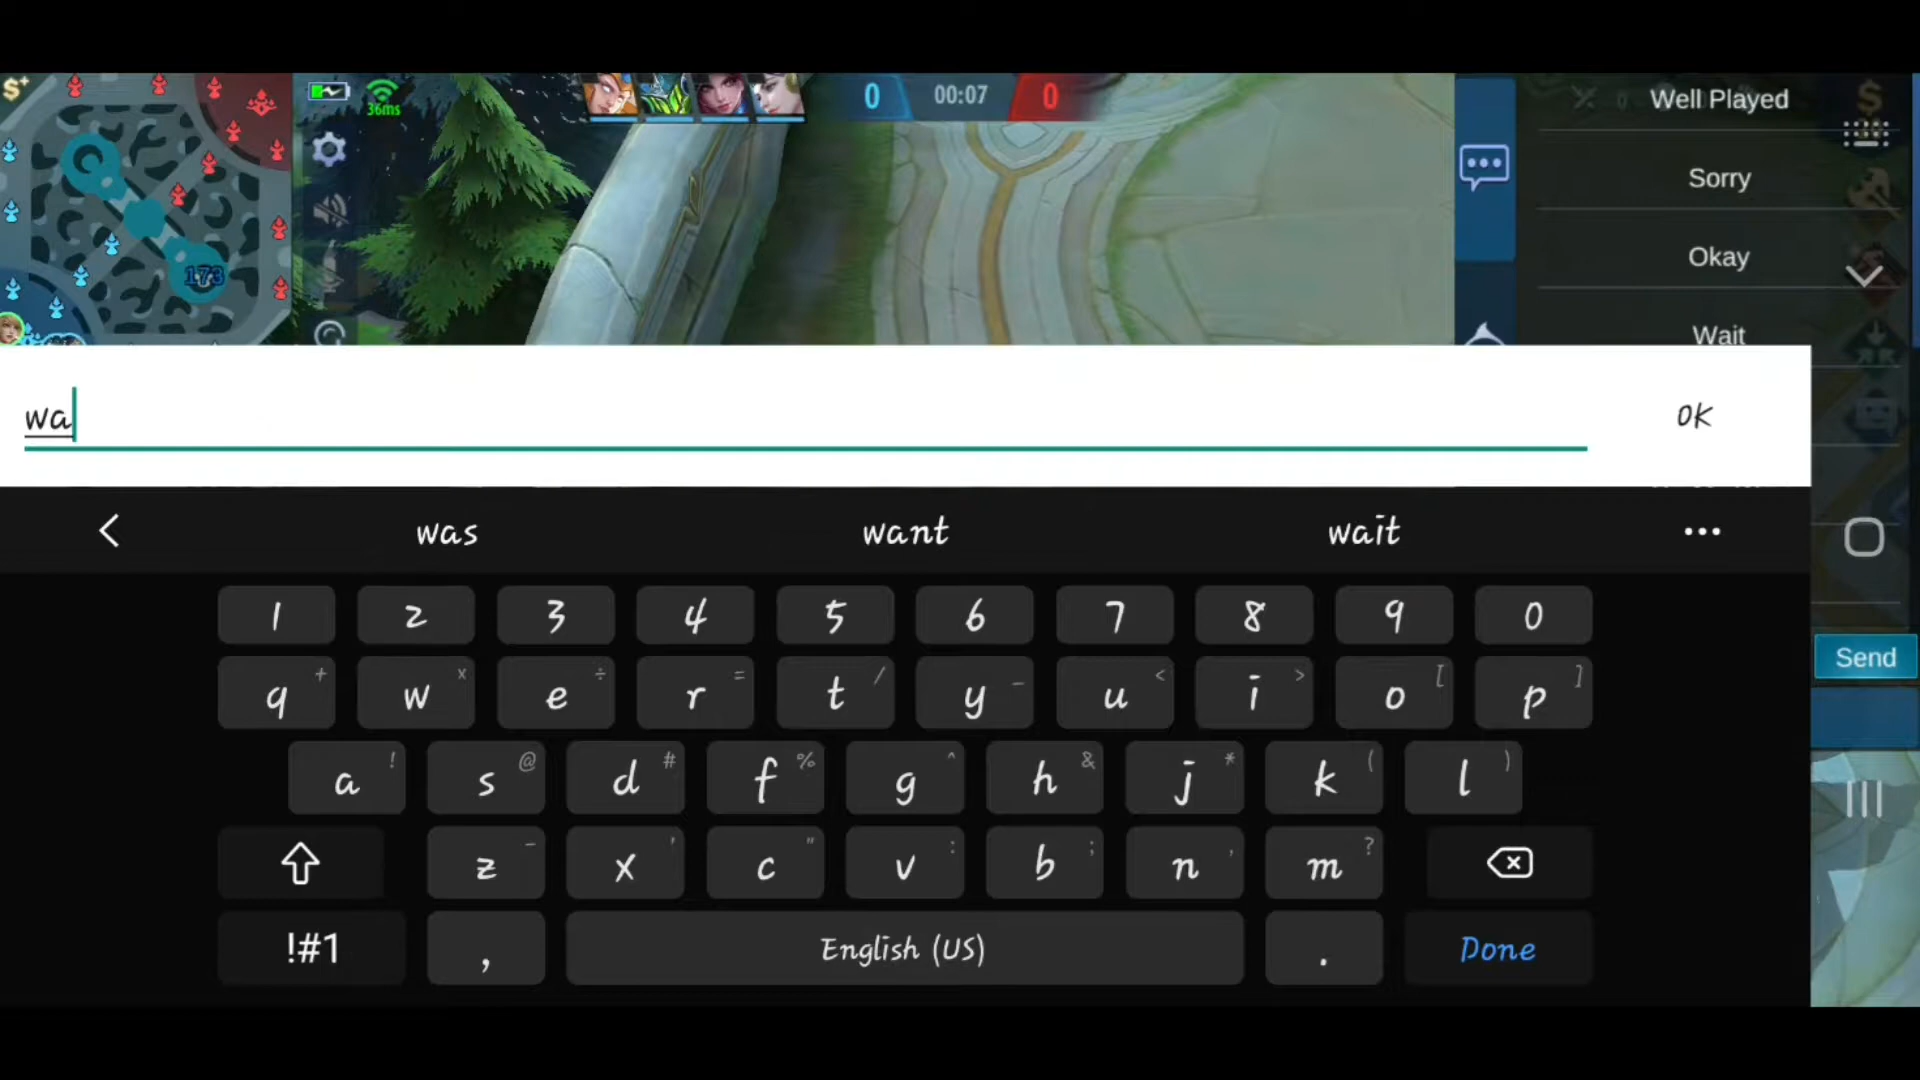 $+
36ms
0 00:07 0
Well Played
Sorry
Okay
Wait
173
wa
OK
was want wait
1 2 3 4 5 6 7 8 9 0
q + w x e ÷ r = t / y _ u < i > o [ p ]
a ! s @ d # f % g ^ h & j * k ( l )
z - x ' c " v : b ; n , m ?
!#1 , English (US) . Done
Send